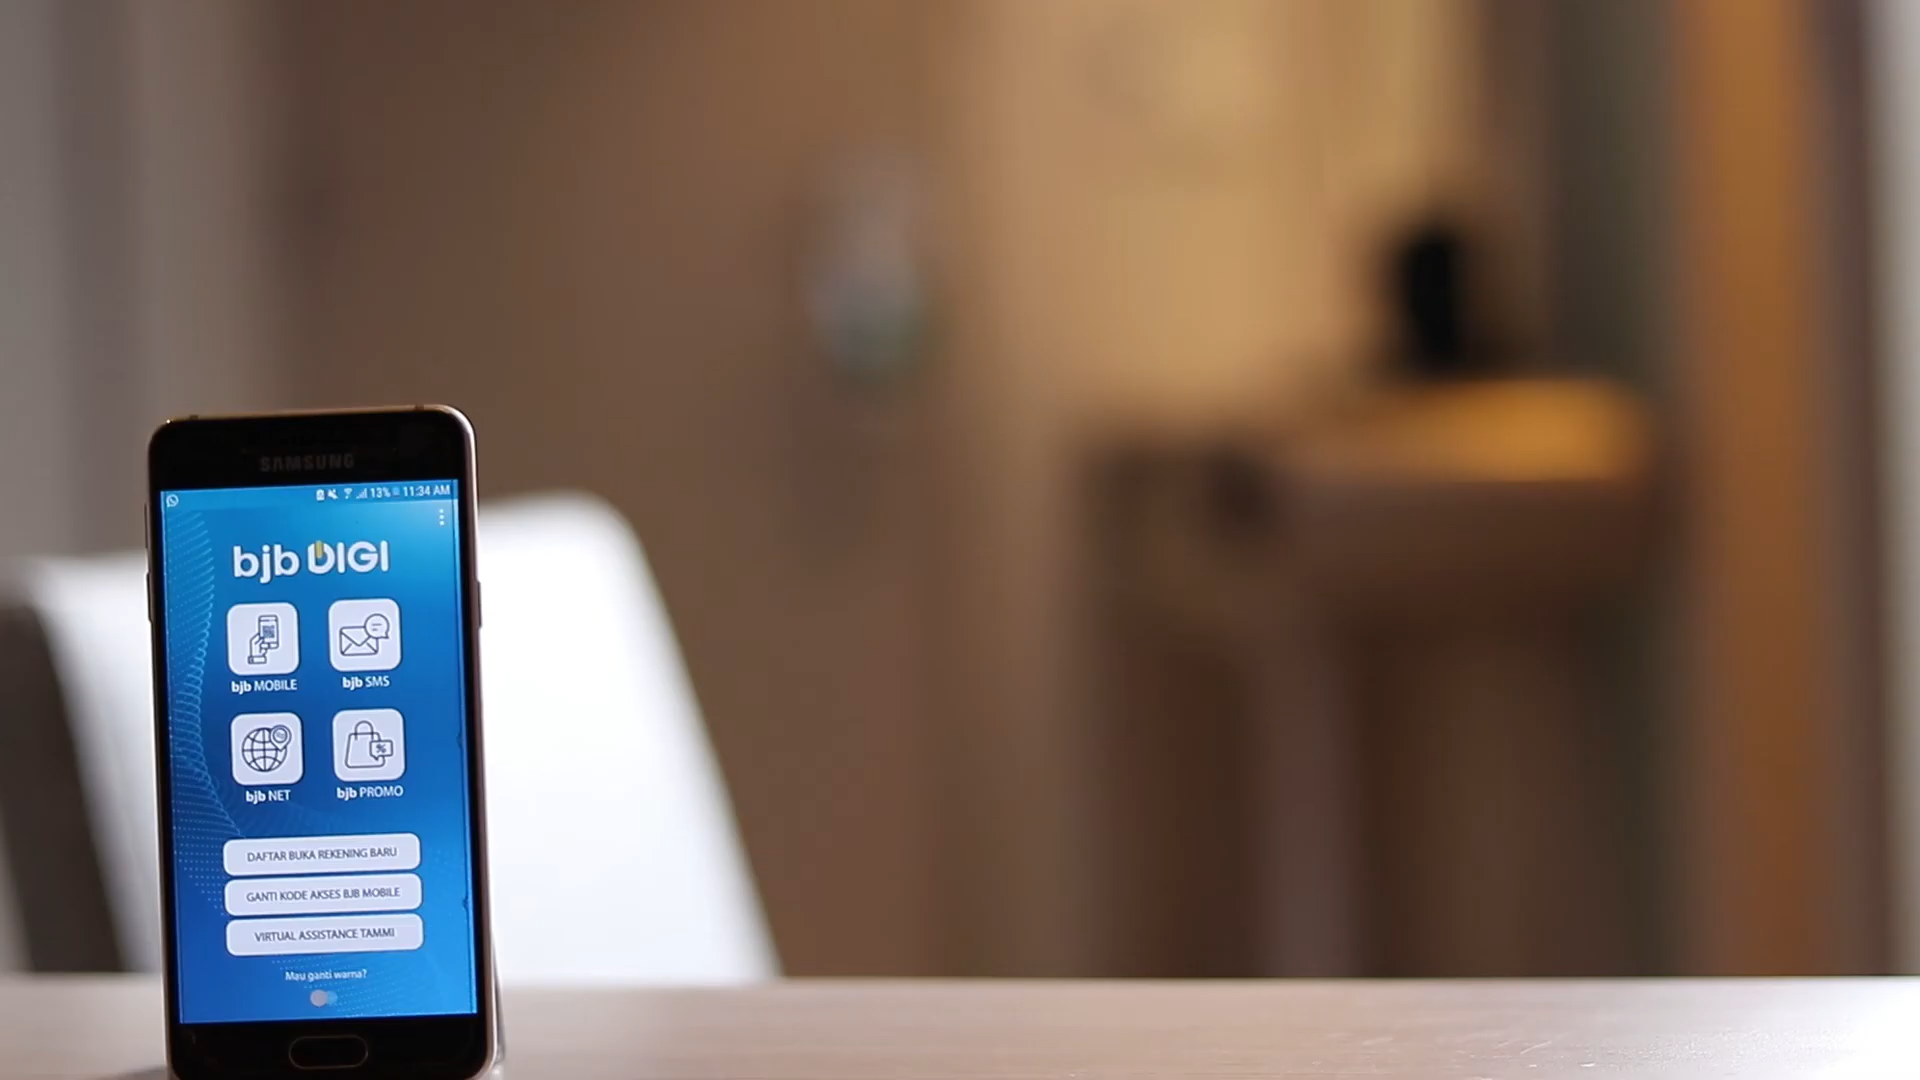 SAMSUNG
13% 11:34 AM
bjb DIGI
bjb MOBILE
bjb SMS
bjb NET
bjb PROMO
DAFTAR BUKA REKENING BARU
GANTI KODE AKSES BJB MOBILE
VIRTUAL ASSISTANCE TAMMI
Mau ganti warna?